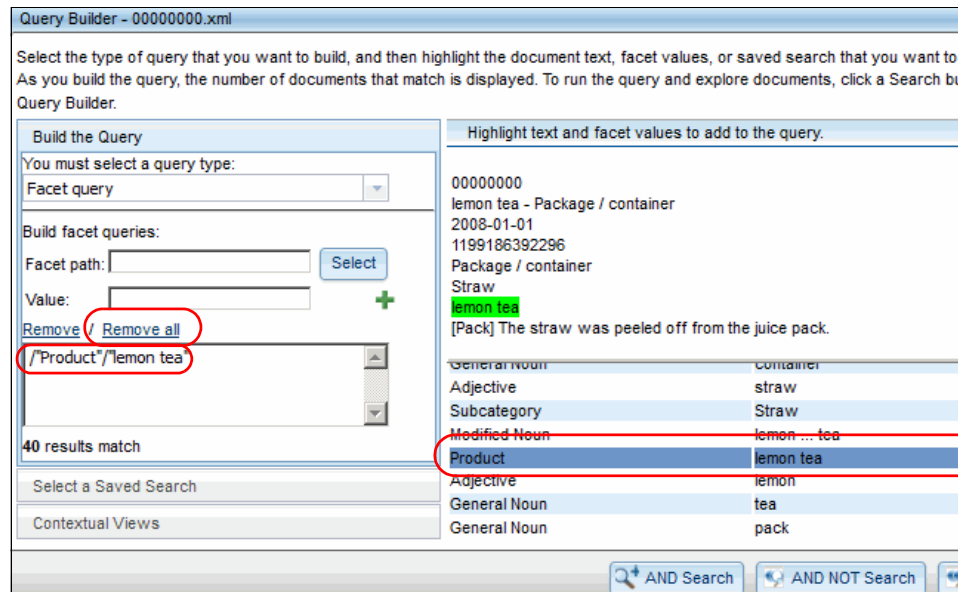 Query Builder - 00000000.xml
Select the type of query that you want to build, and then highlight the document text, facet values, or saved search that you want to
As you build the query, the number of documents that match is displayed. To run the query and explore documents, click a Search bu
Query Builder.
Build the Query
You must select a query type:
Facet query
Build facet queries:
Facet path:
Select
Value:
Remove / Remove all
/"Product"/"lemon tea"
40 results match
Select a Saved Search
Contextual Views
Highlight text and facet values to add to the query.
00000000
lemon tea - Package / container
2008-01-01
1199186392296
Package / container
Straw
lemon tea
[Pack] The straw was peeled off from the juice pack.
General Noun container
Adjective straw
Subcategory Straw
Modified Noun lemon ... tea
Product lemon tea
Adjective lemon
General Noun tea
General Noun pack
AND Search
AND NOT Search